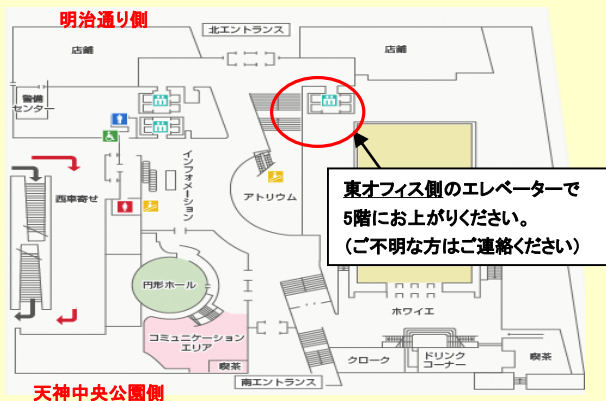 明治通り側
北エントランス
店舗
店舗
警備
センター
インフォメーション
アトリウム
西車寄せ
東オフィス側のエレベーターで
5階にお上がりください。
(ご不明な方はご連絡ください)
円形ホール
コミュニケーション
エリア
喫茶
ホワイエ
クローク
ドリンク
コーナー
喫茶
南エントランス
天神中央公園側